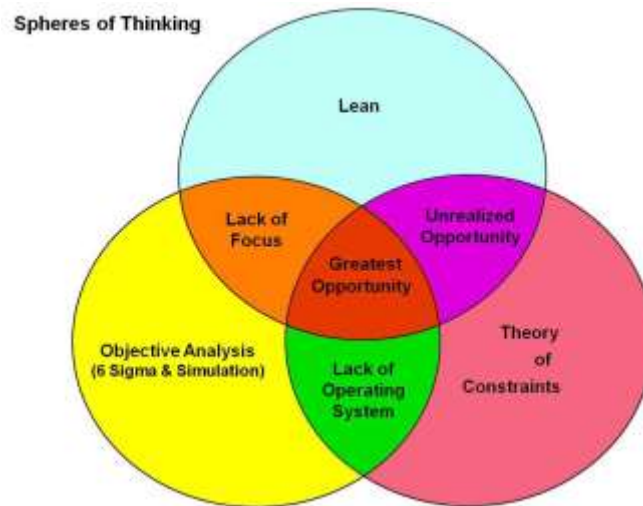 Spheres of Thinking
Lean
Lack of
Focus
Unrealized
Opportunity
Greatest
Opportunity
Objective Analysis
(6 Sigma & Simulation)
Lack of
Operating
System
Theory
of
Constraints